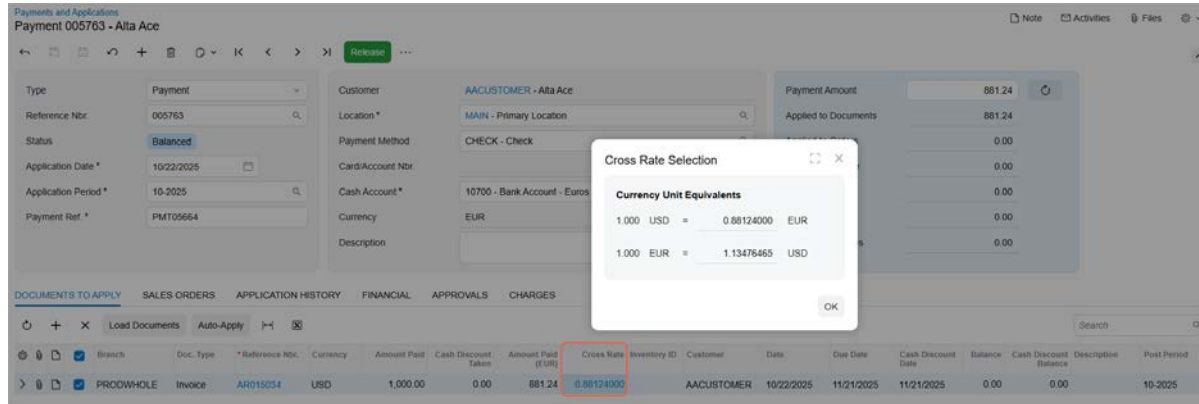 Payments and Applications
Payment 005763 - Alta Ace
Note Activities Files
Release ...
Type Payment
Reference Nbr. 005763
Status Balanced
Application Date * 10/22/2025
Application Period * 10-2025
Payment Ref. * PMT05664
Customer AACUSTOMER - Alta Ace
Location * MAIN - Primary Location
Payment Method CHECK - Check
Card/Account Nbr.
Cash Account * 10700 - Bank Account - Euros
Currency EUR
Description
Payment Amount 881.24
Applied to Documents 881.24
0.00
0.00
0.00
0.00
0.00
Cross Rate Selection
Currency Unit Equivalents
1.000 USD = 0.88124000 EUR
1.000 EUR = 1.13476465 USD
OK
DOCUMENTS TO APPLY SALES ORDERS APPLICATION HISTORY FINANCIAL APPROVALS CHARGES
Load Documents Auto-Apply Search
Branch Doc. Type * Reference Nbr. Currency Amount Paid Cash Discount Taken Amount Paid (EUR) Cross Rate Inventory ID Customer Date Due Date Cash Discount Date Balance Cash Discount Balance Description Post Period
PRODWHOLE Invoice AR015034 USD 1,000.00 0.00 881.24 0.88124000 AACUSTOMER 10/22/2025 11/21/2025 11/21/2025 0.00 0.00 10-2025